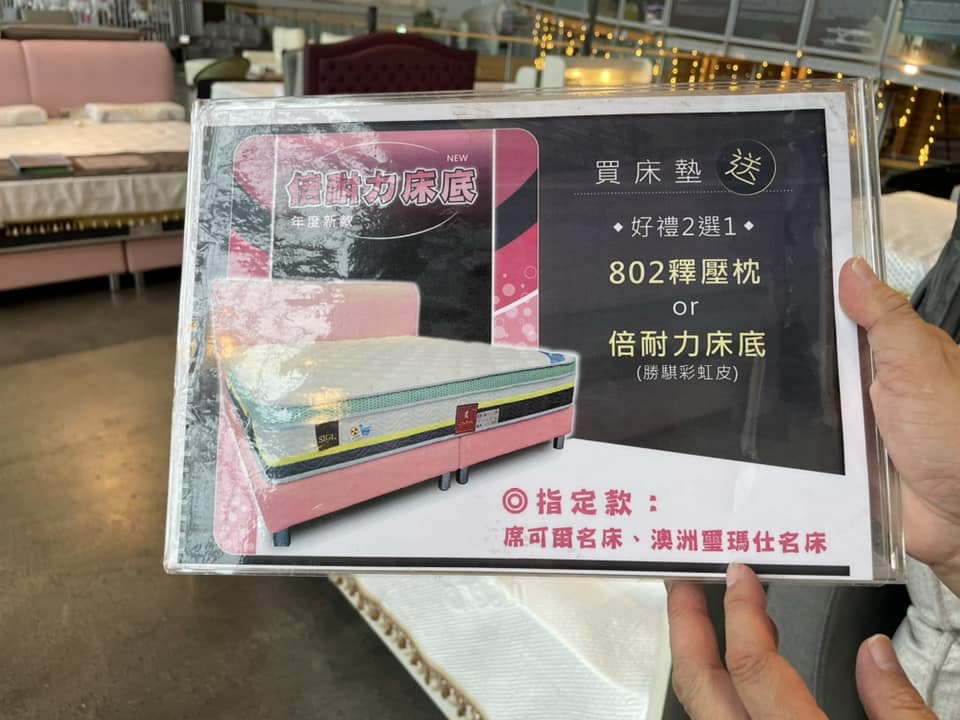 NEW
倍耐力床底
年度新款
買床墊 送
◆好禮2選1◆
802釋壓枕
or
倍耐力床底
(勝騏彩虹皮)
◎指定款：
席可爾名床、澳洲璽瑪仕名床